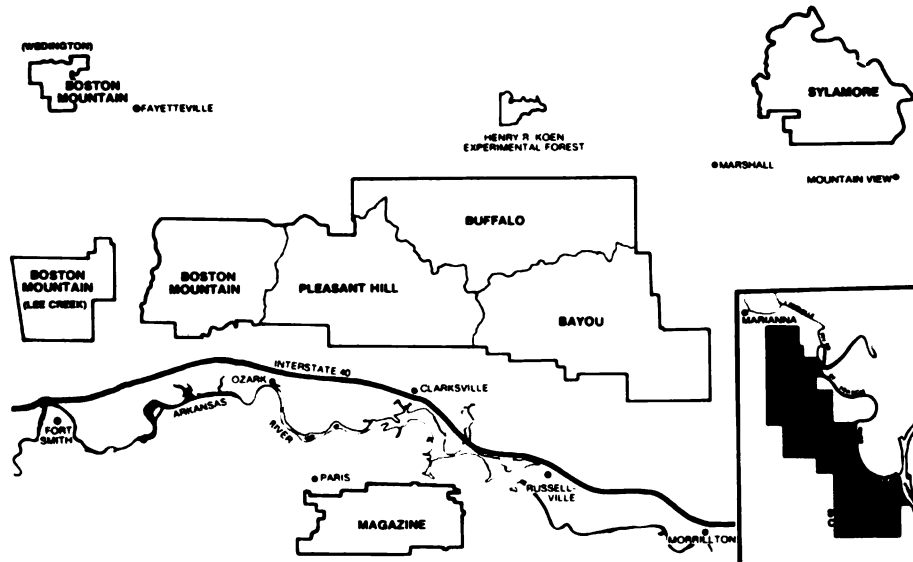 (WEDINGTON)
BOSTON
MOUNTAIN
FAYETTEVILLE
SYLAMORE
HENRY R KOEN
EXPERIMENTAL FOREST
MARSHALL
MOUNTAIN VIEW
BUFFALO
BOSTON
MOUNTAIN
(LEE CREEK)
BOSTON
MOUNTAIN
PLEASANT HILL
BAYOU
MARIANNA
INTERSTATE 40
OZARK
CLARKSVILLE
ARKANSAS
RIVER
FORT
SMITH
PARIS
RUSSELL-
VILLE
MAGAZINE
MORRILTON